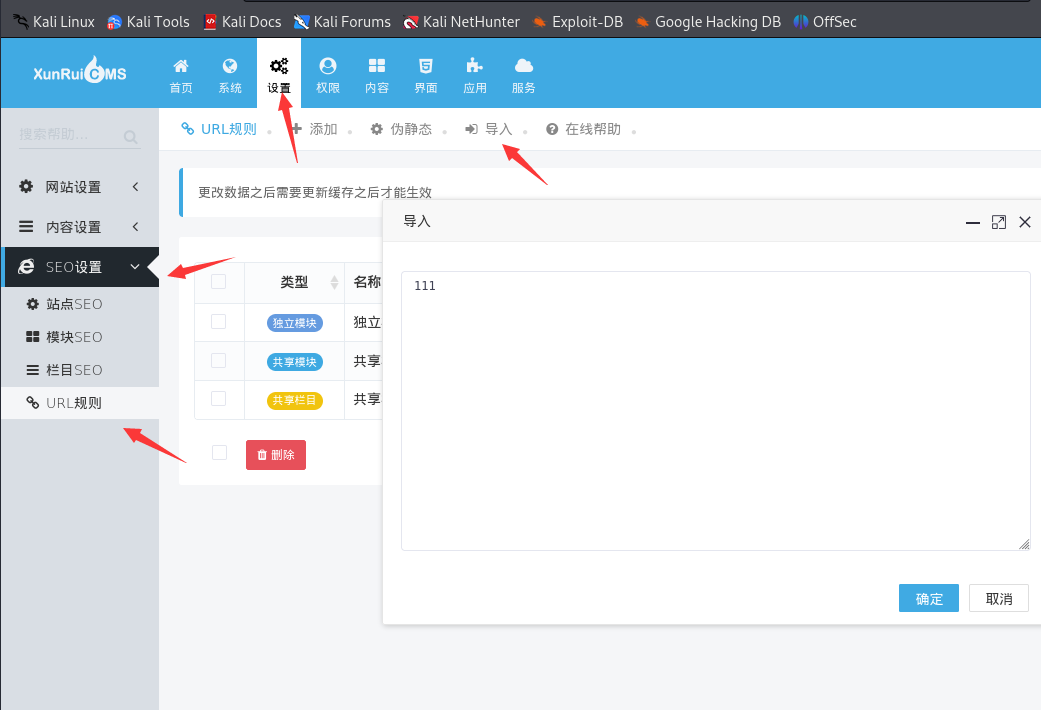 Kali Linux Kali Tools Kali Docs Kali Forums Kali NetHunter Exploit-DB Google Hacking DB OffSec
XunRuiCMS
首页 系统 设置 权限 内容 界面 应用 服务
搜索帮助...
URL规则 添加 伪静态 导入 在线帮助
网站设置
内容设置
SEO设置
站点SEO
模块SEO
栏目SEO
URL规则
更改数据之后需要更新缓存之后才能生效
类型 名称
独立模块 独立
共享模块 共享
共享栏目 共享
删除
导入
111
确定 取消